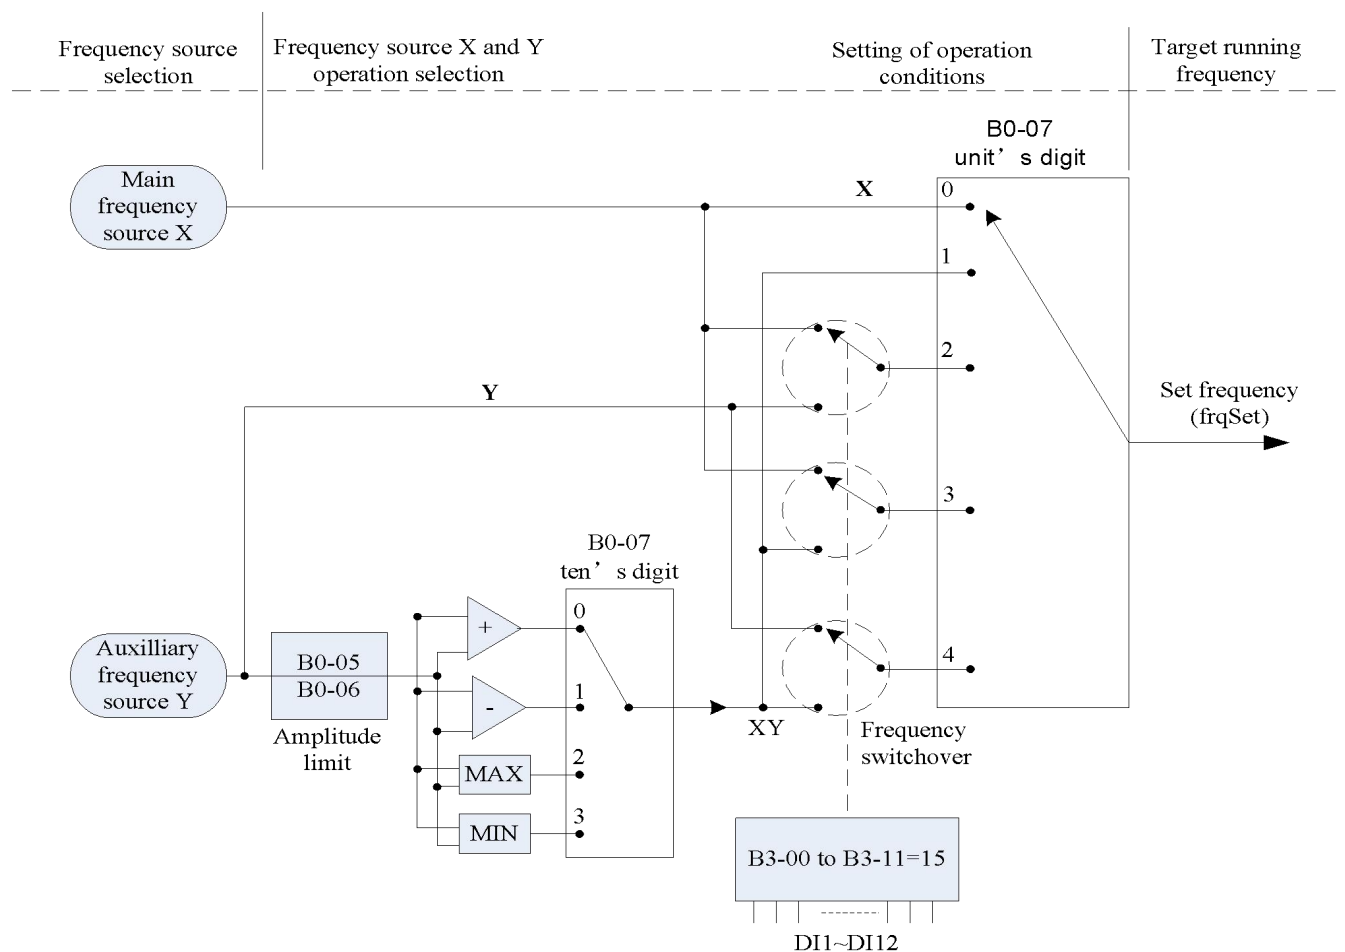 Frequency source
selection
Frequency source X and Y
operation selection
Setting of operation
conditions
Target running
frequency
B0-07
unit’s digit
Main
frequency
source X
X
0
1
2
Y
Set frequency
(frqSet)
3
B0-07
ten’s digit
0
+
Auxilliary
frequency
source Y
B0-05
B0-06
Amplitude
limit
1
-
4
XY
Frequency
switchover
2
MAX
3
MIN
B3-00 to B3-11=15
DI1~DI12